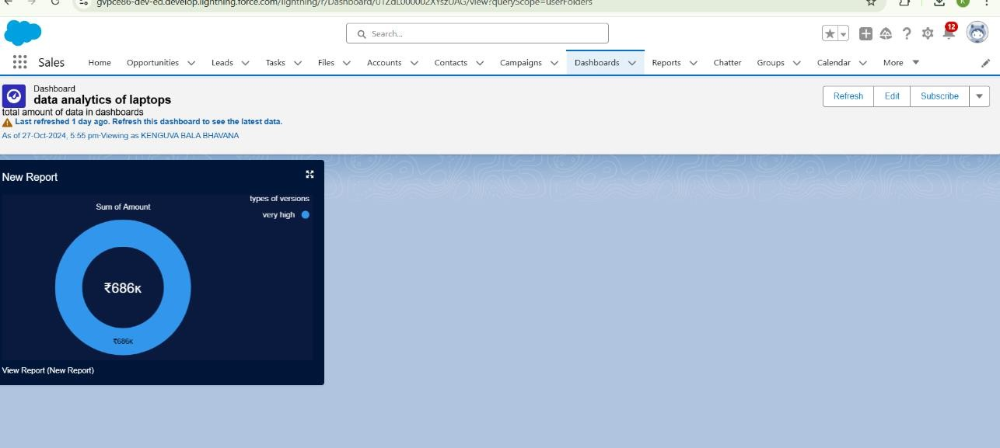 gvpce86-dev-ed.develop.lightning.force.com/lightning/r/Dashboard/01ZdL000002XYszUAG/view?queryScope=userFolders
K
Search...
12
Sales
Home Opportunities Leads Tasks Files Accounts Contacts Campaigns Dashboards Reports Chatter Groups Calendar More
Dashboard
data analytics of laptops
total amount of data in dashboards
Last refreshed 1 day ago. Refresh this dashboard to see the latest data.
As of 27-Oct-2024, 5:55 pm·Viewing as KENGUVA BALA BHAVANA
Refresh Edit Subscribe
New Report
types of versions
Sum of Amount
very high
₹686K
₹686K
View Report (New Report)